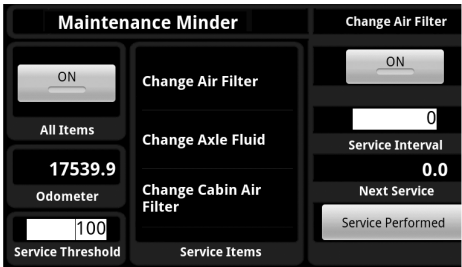 Maintenance Minder
Change Air Filter
ON
All Items
17539.9
Odometer
100
Service Threshold
Change Air Filter
Change Axle Fluid
Change Cabin Air
Filter
Service Items
ON
0
Service Interval
0.0
Next Service
Service Performed